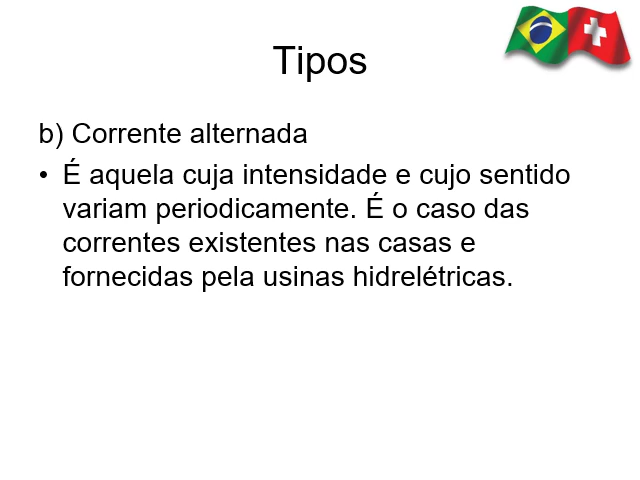 Tipos
b) Corrente alternada
• É aquela cuja intensidade e cujo sentido
variam periodicamente. É o caso das
correntes existentes nas casas e
fornecidas pela usinas hidrelétricas.